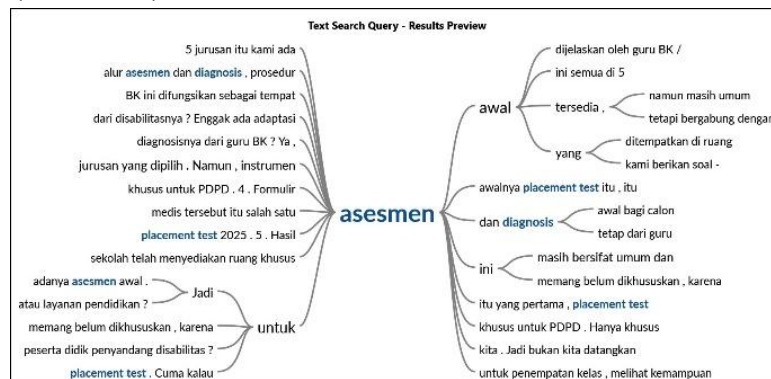 Text Search Query - Results Preview
5 jurusan itu kami ada
alur asesmen dan diagnosis , prosedur
BK ini difungsikan sebagai tempat
dari disabilitasnya ? Enggak ada adaptasi
diagnosisnya dari guru BK ? Ya ,
jurusan yang dipilih . Namun , instrumen
khusus untuk PDPD . 4 . Formulir
medis tersebut itu salah satu
placement test 2025 . 5 . Hasil
sekolah telah menyediakan ruang khusus
adanya asesmen awal .
atau layanan pendidikan ?
Jadi
memang belum dikhususkan , karena
peserta didik penyandang disabilitas ?
placement test . Cuma kalau
untuk
asesmen
awal
dijelaskan oleh guru BK /
ini semua di 5
tersedia ,
namun masih umum
tetapi bergabung dengan
yang
ditempatkan di ruang
kami berikan soal -
awalnya placement test itu , itu
dan diagnosis
awal bagi calon
tetap dari guru
ini
masih bersifat umum dan
memang belum dikhususkan , karena
itu yang pertama , placement test
khusus untuk PDPD . Hanya khusus
kita . Jadi bukan kita datangkan
untuk penempatan kelas , melihat kemampuan